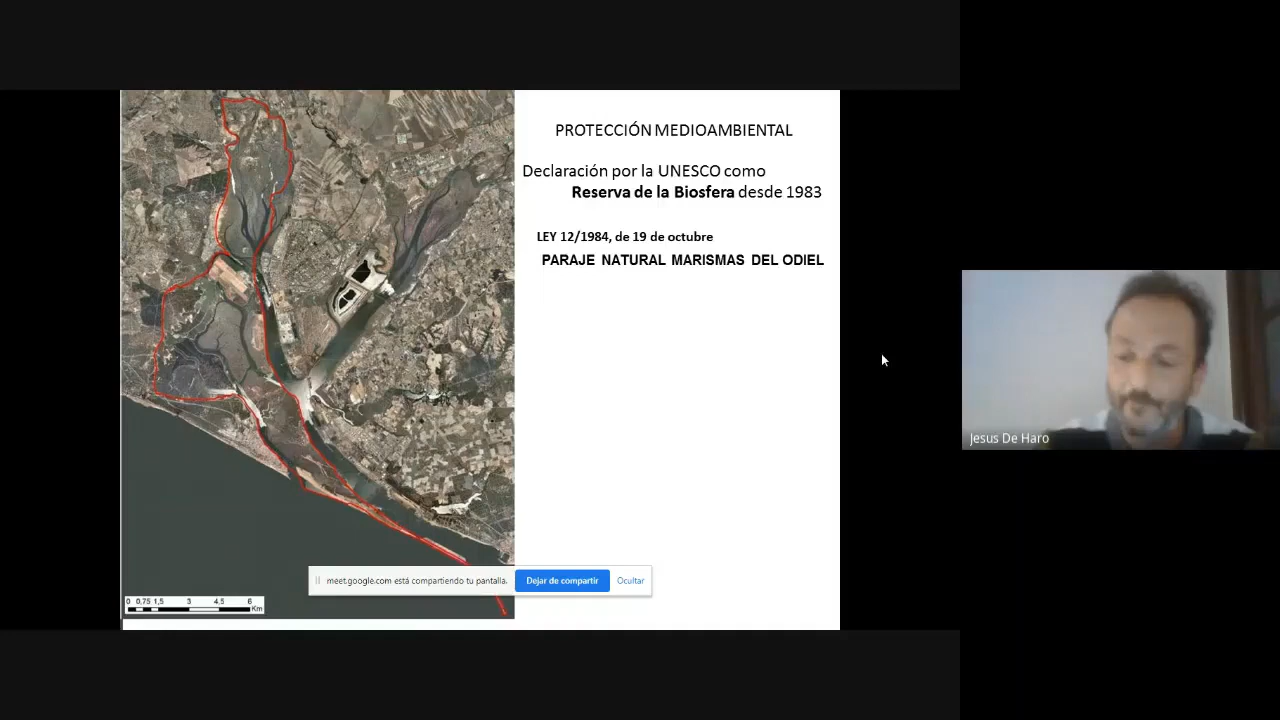 PROTECCIÓN MEDIOAMBIENTAL
Declaración por la UNESCO como
Reserva de la Biosfera desde 1983
LEY 12/1984, de 19 de octubre
PARAJE NATURAL MARISMAS DEL ODIEL
Jesus De Haro
meet.google.com está compartiendo tu pantalla. Dejar de compartir Ocultar
0 0,75 1,5 3 4,5 6
Km